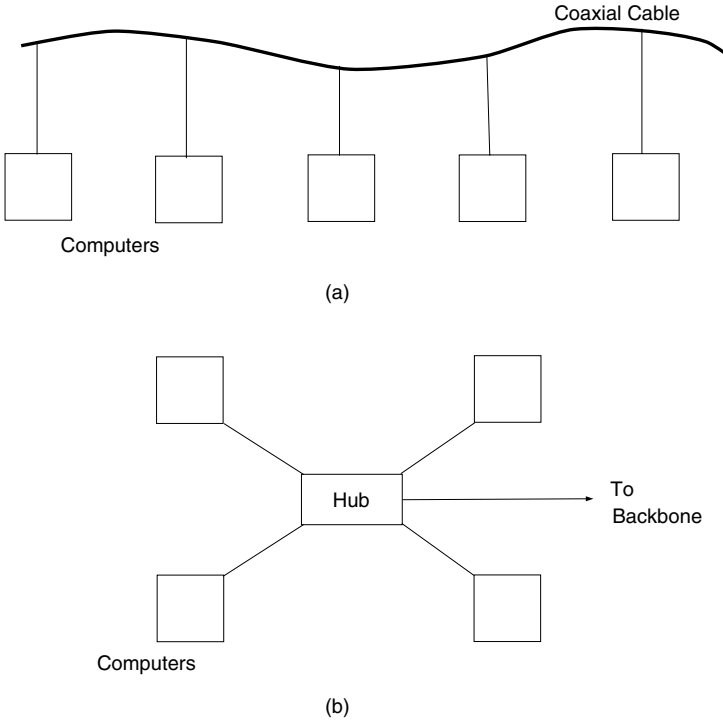 Coaxial Cable
Computers
(a)
Hub
To
Backbone
Computers
(b)